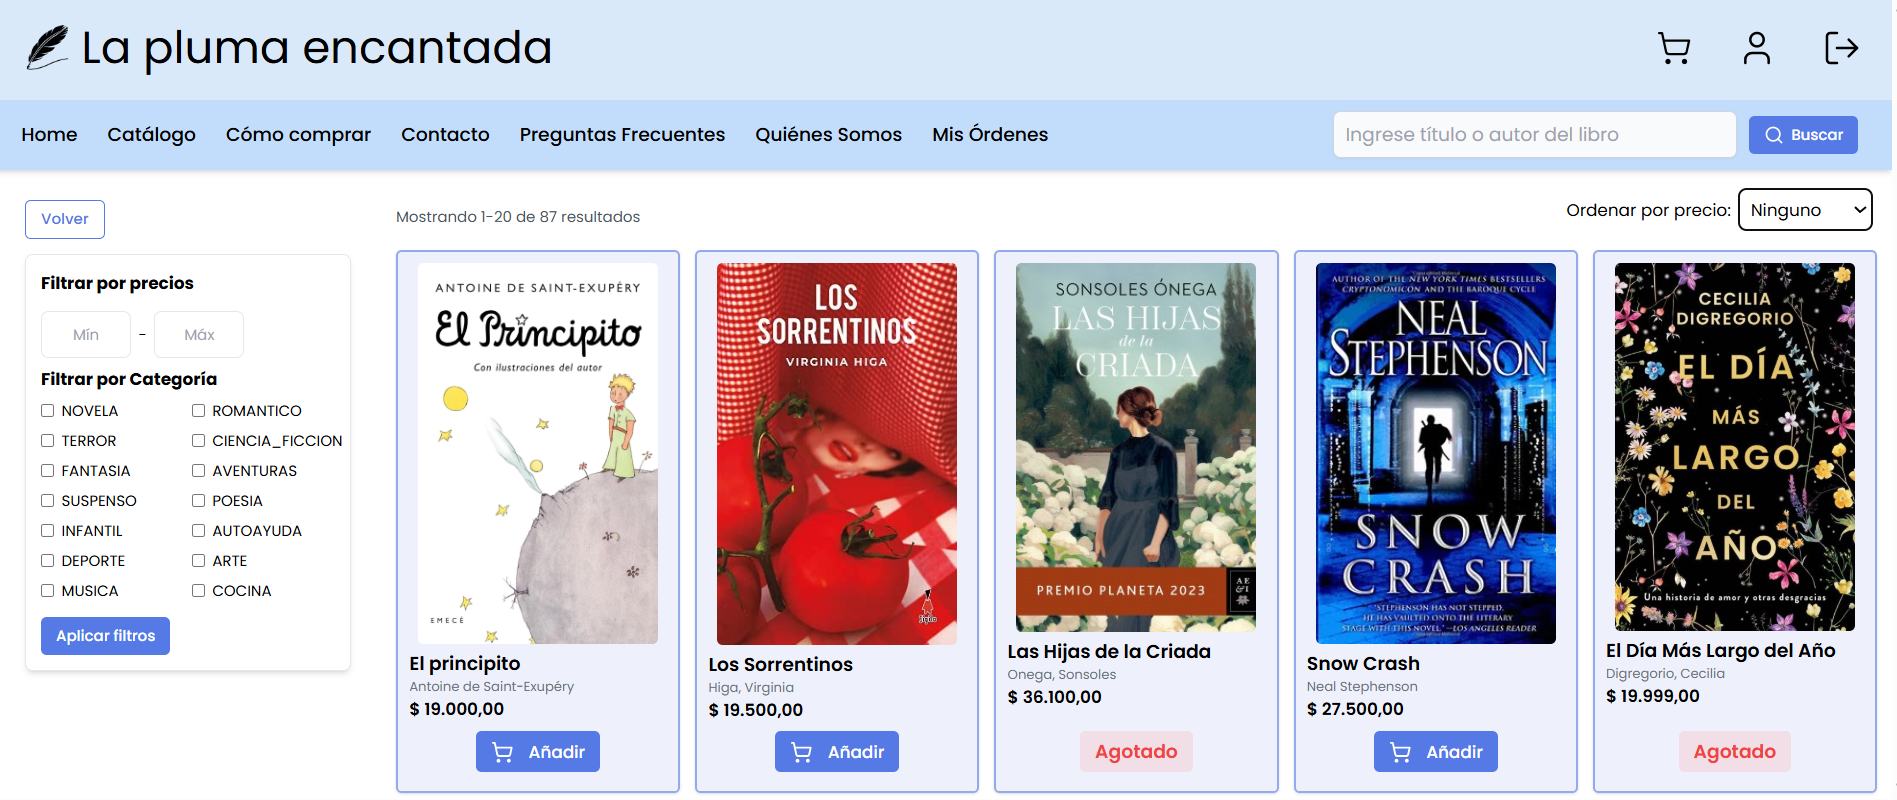 La pluma encantada
Home Catálogo Cómo comprar Contacto Preguntas Frecuentes Quiénes Somos Mis Órdenes
Ingrese título o autor del libro
Buscar
Volver
Mostrando 1-20 de 87 resultados
Ordenar por precio: Ninguno
Filtrar por precios
Mín - Máx
Filtrar por Categoría
NOVELA ROMANTICO
TERROR CIENCIA_FICCION
FANTASIA AVENTURAS
SUSPENSO POESIA
INFANTIL AUTOAYUDA
DEPORTE ARTE
MUSICA COCINA
Aplicar filtros
ANTOINE DE SAINT-EXUPÉRY
El Principito
Con ilustraciones del autor
EMECÉ
El principito
Antoine de Saint-Exupéry
$ 19.000,00
Añadir
LOS
SORRENTINOS
VIRGINIA HIGA
Sigilo
Los Sorrentinos
Higa, Virginia
$ 19.500,00
Añadir
SONSOLES ÓNEGA
LAS HIJAS
de la
CRIADA
PREMIO PLANETA 2023
AE
&I
Las Hijas de la Criada
Onega, Sonsoles
$ 36.100,00
Agotado
AUTHOR OF THE NEW YORK TIMES BESTSELLERS
CRYPTONOMICON AND THE BAROQUE CYCLE
NEAL
STEPHENSON
SNOW
CRASH
"STEPHENSON HAS NOT STEPPED,
HE HAS VAULTED ONTO THE LITERARY
STAGE WITH THIS NOVEL." —LOS ANGELES READER
Snow Crash
Neal Stephenson
$ 27.500,00
Añadir
CECILIA
DIGREGORIO
EL DÍA
MÁS
LARGO
DEL
AÑO
Una historia de amor y otras desgracias
El Día Más Largo del Año
Digregorio, Cecilia
$ 19.999,00
Agotado